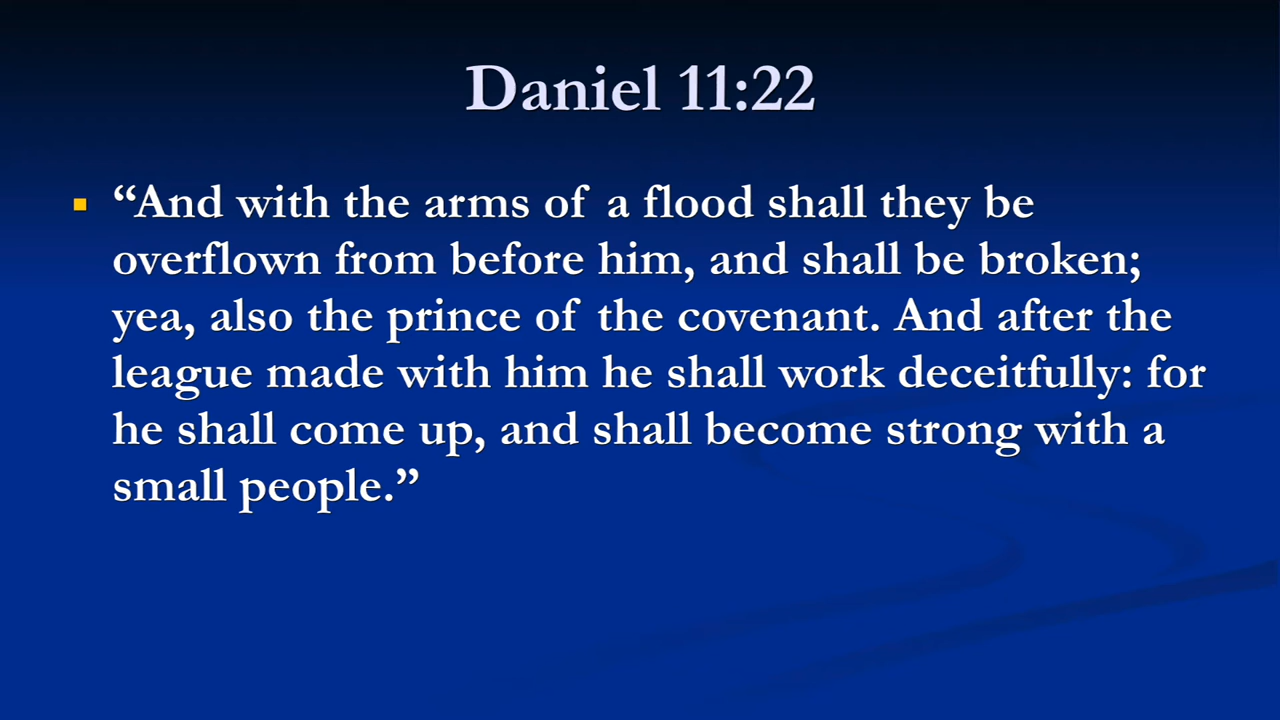 Daniel 11:22
▪ “And with the arms of a flood shall they be
overflown from before him, and shall be broken;
yea, also the prince of the covenant. And after the
league made with him he shall work deceitfully: for
he shall come up, and shall become strong with a
small people.”